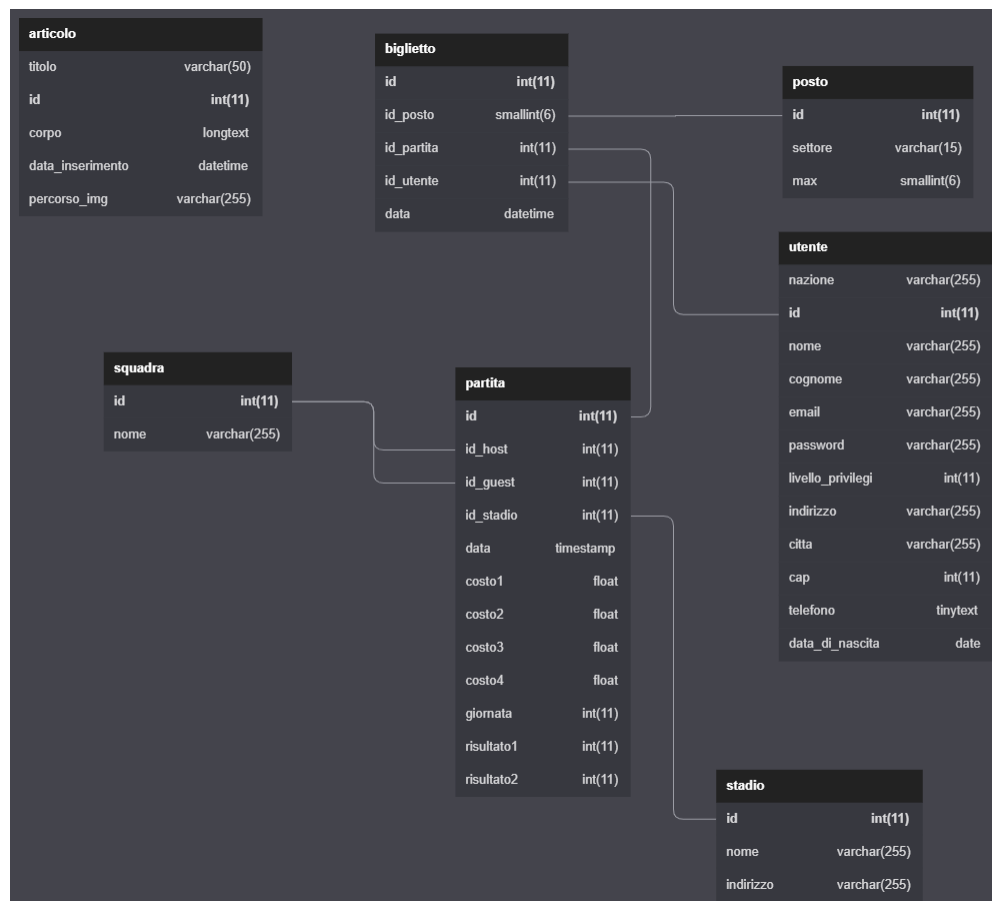 articolo
titolo varchar(50)
id int(11)
corpo longtext
data_inserimento datetime
percorso_img varchar(255)
biglietto
id int(11)
id_posto smallint(6)
id_partita int(11)
id_utente int(11)
data datetime
posto
id int(11)
settore varchar(15)
max smallint(6)
utente
nazione varchar(255)
id int(11)
nome varchar(255)
cognome varchar(255)
email varchar(255)
password varchar(255)
livello_privilegi int(11)
indirizzo varchar(255)
citta varchar(255)
cap int(11)
telefono tinytext
data_di_nascita date
squadra
id int(11)
nome varchar(255)
partita
id int(11)
id_host int(11)
id_guest int(11)
id_stadio int(11)
data timestamp
costo1 float
costo2 float
costo3 float
costo4 float
giornata int(11)
risultato1 int(11)
risultato2 int(11)
stadio
id int(11)
nome varchar(255)
indirizzo varchar(255)